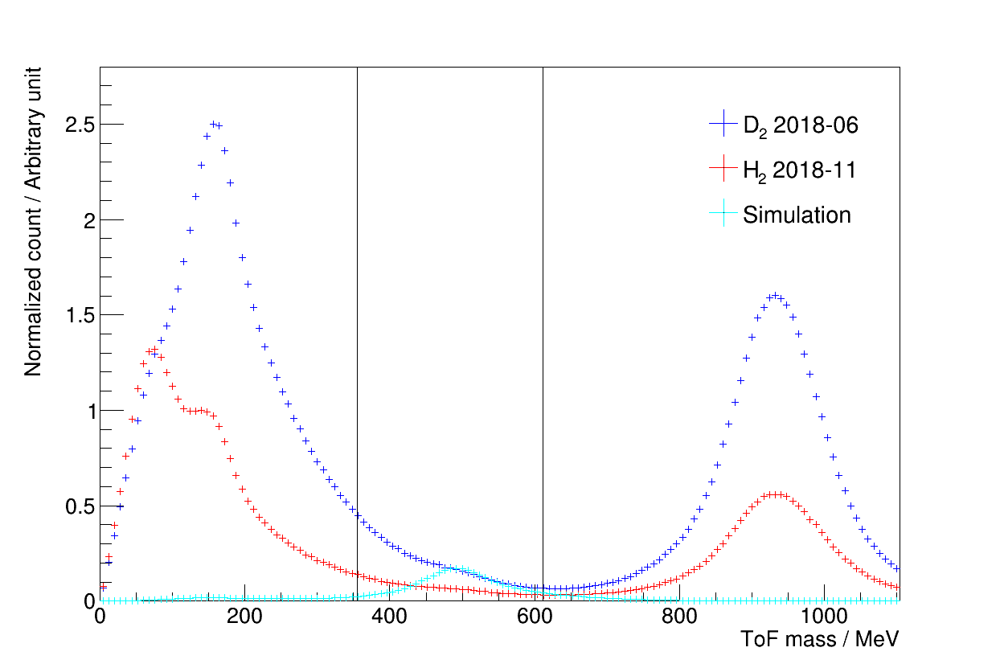 Normalized count / Arbitrary unit
2.5
2
1.5
1
0.5
0
0 200 400 600 800 1000
ToF mass / MeV
D₂ 2018-06
H₂ 2018-11
Simulation